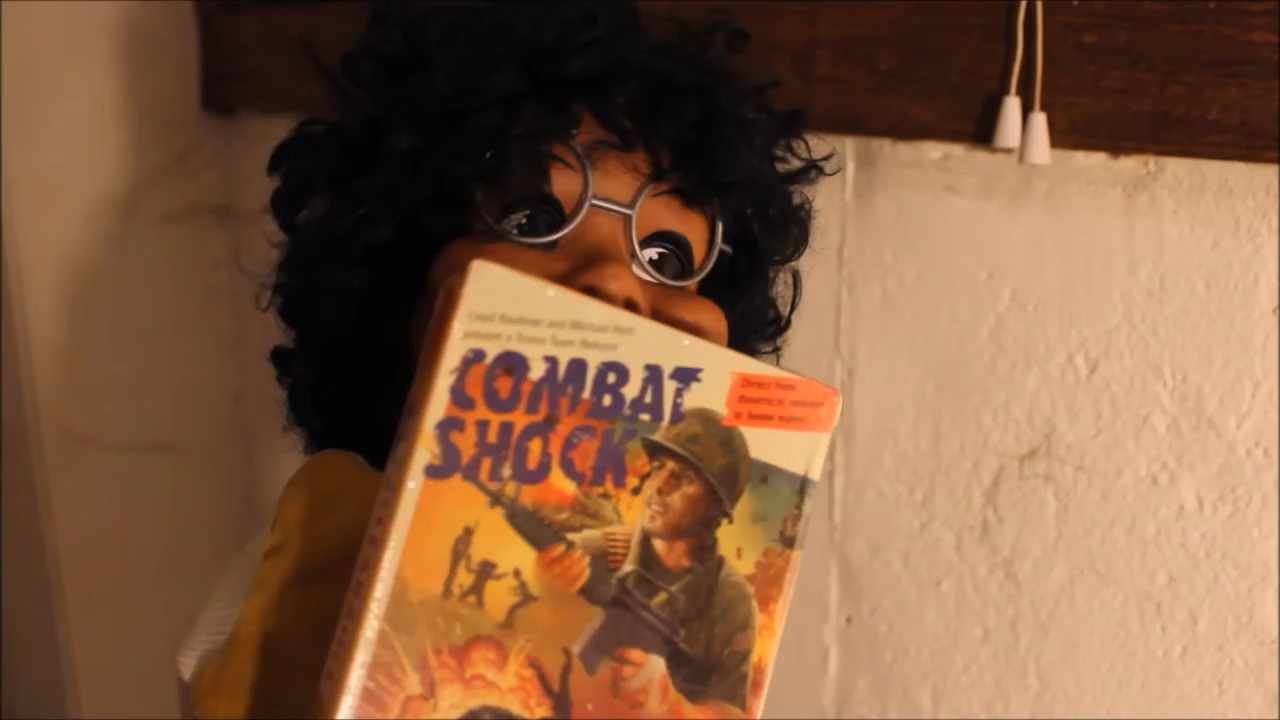 Lloyd Kaufman and Michael Herz
present a Troma Team Release
COMBAT
SHOCK
Direct from
theatrical release
to home video!